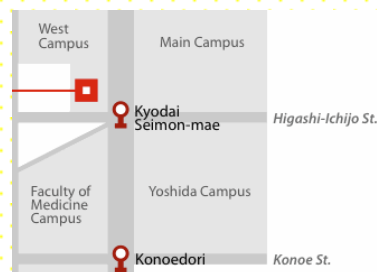 West
Campus
Main Campus
Kyodai
Seimon-mae
Higashi-Ichijo St.
Faculty of
Medicine
Campus
Yoshida Campus
Konoedori
Konoe St.